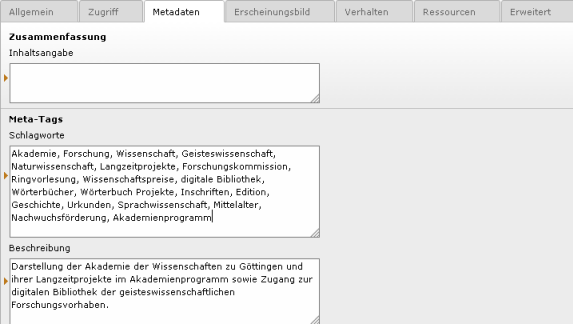 Allgemein Zugriff Metadaten Erscheinungsbild Verhalten Ressourcen Erweitert
Zusammenfassung
Inhaltsangabe
Meta-Tags
Schlagworte
Akademie, Forschung, Wissenschaft, Geisteswissenschaft,
Naturwissenschaft, Langzeitprojekte, Forschungskommission,
Ringvorlesung, Wissenschaftspreise, digitale Bibliothek,
Wörterbücher, Wörterbuch Projekte, Inschriften, Edition,
Geschichte, Urkunden, Sprachwissenschaft, Mittelalter,
Nachwuchsförderung, Akademienprogramm
Beschreibung
Darstellung der Akademie der Wissenschaften zu Göttingen und
ihrer Langzeitprojekte im Akademienprogramm sowie Zugang zur
digitalen Bibliothek der geisteswissenschaftlichen
Forschungsvorhaben.